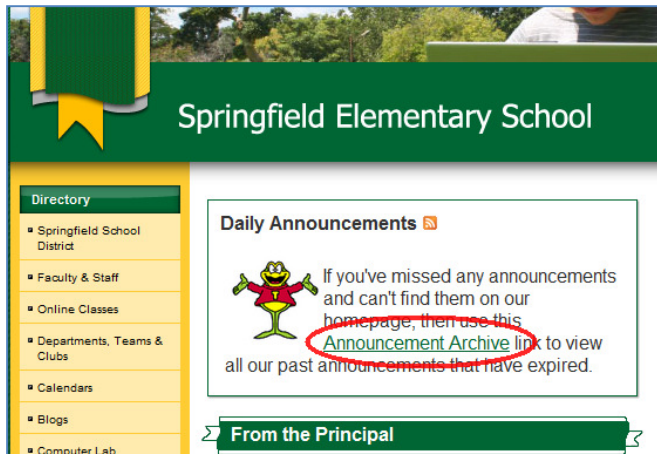 Springfield Elementary School
Directory
Springfield School
District
Faculty & Staff
Online Classes
Departments, Teams &
Clubs
Calendars
Blogs
Computer Lab
Daily Announcements
If you've missed any announcements
and can't find them on our
homepage, then use this
Announcement Archive link to view
all our past announcements that have expired.
From the Principal